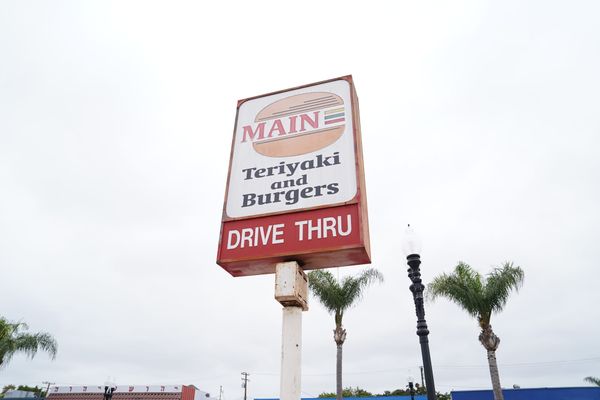 MAIN
Teriyaki
and
Burgers
DRIVE THRU